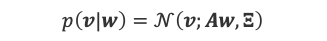 p(v|w) = 𝒩(v; Aw, Ξ)